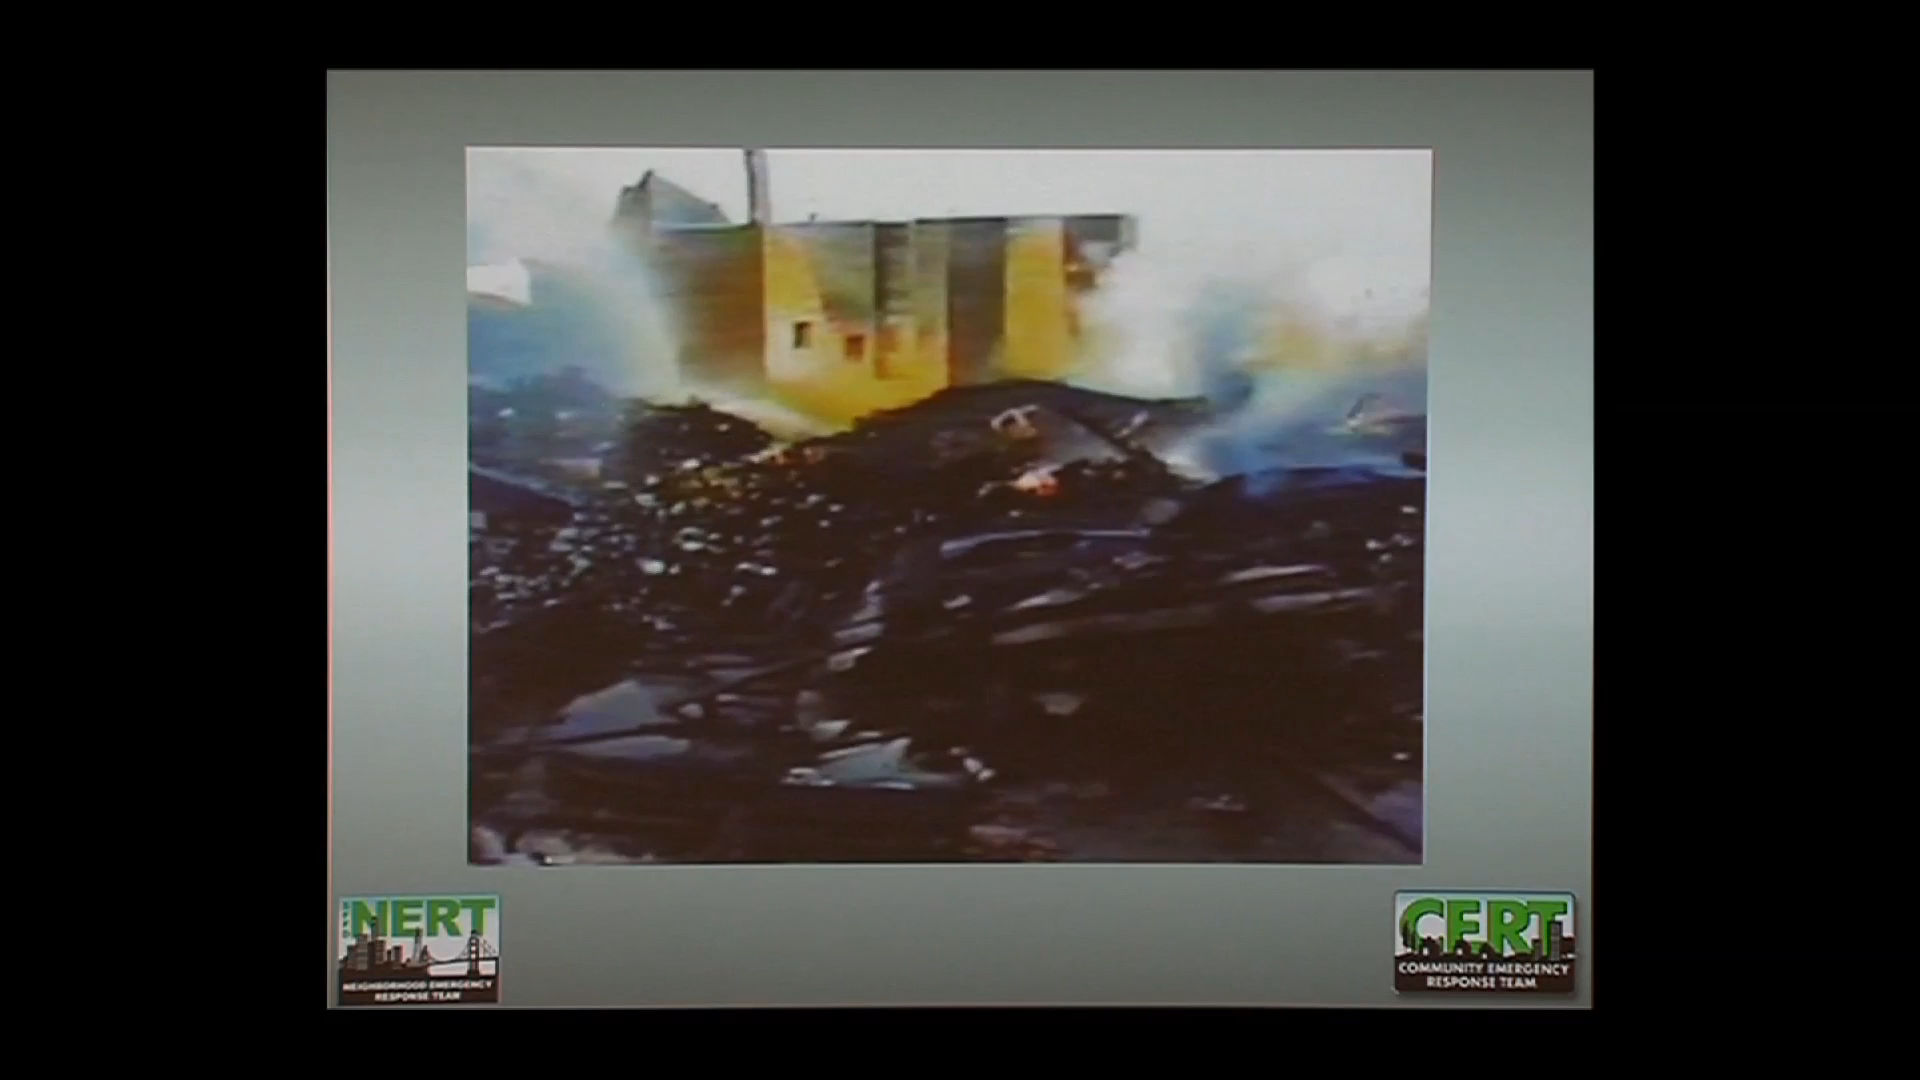 NERT
NEIGHBORHOOD EMERGENCY
RESPONSE TEAM
CERT
COMMUNITY EMERGENCY
RESPONSE TEAM